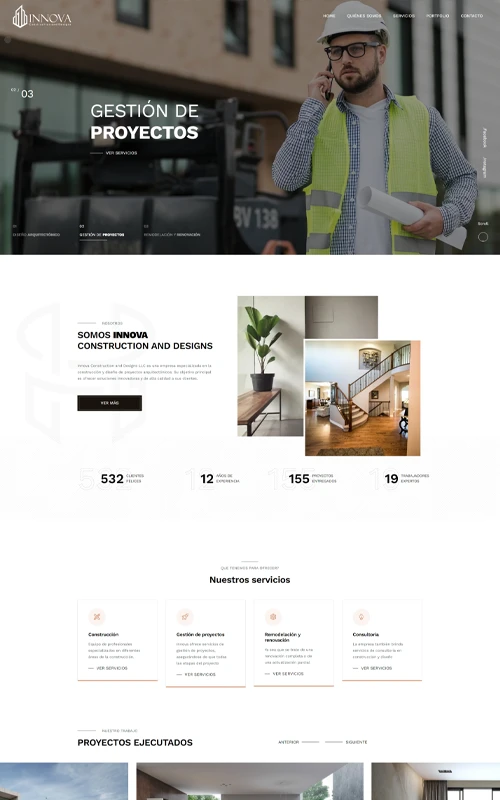 INNOVA
HOME QUIÉNES SOMOS SERVICIOS PORTFOLIO CONTACTO
03
GESTIÓN DE
PROYECTOS
VER SERVICIOS
Facebook
Instagram
BV 138
Scroll
DISEÑO ARQUITECTÓNICO
GESTIÓN DE PROYECTOS
REMODELACIÓN Y RENOVACIÓN
NOSOTROS
SOMOS INNOVA
CONSTRUCTION AND DESIGNS
Innova Construction and Designs LLC es una empresa especializada en la
construcción y diseño de proyectos arquitectónicos. Su objetivo principal
es ofrecer soluciones innovadoras y de alta calidad a sus clientes.
VER MÁS
532 CLIENTES
FELICES
12 AÑOS DE
EXPERIENCIA
155 PROYECTOS
ENTREGADOS
19 TRABAJADORES
EXPERTOS
QUÉ TENEMOS PARA OFRECER?
Nuestros servicios
Construcción
Equipo de profesionales
especializados en diferentes
áreas de la construcción.
VER SERVICIOS
Gestión de proyectos
Innova ofrece servicios de
gestión de proyectos,
asegurándose de que todas
las etapas del proyecto
VER SERVICIOS
Remodelación y
renovación
Ya sea que se trate de una
renovación completa o de
una actualización parcial
VER SERVICIOS
Consultoría
La empresa también brinda
servicios de consultoría en
construcción y diseño
VER SERVICIOS
NUESTRO TRABAJO
PROYECTOS EJECUTADOS
ANTERIOR
SIGUIENTE